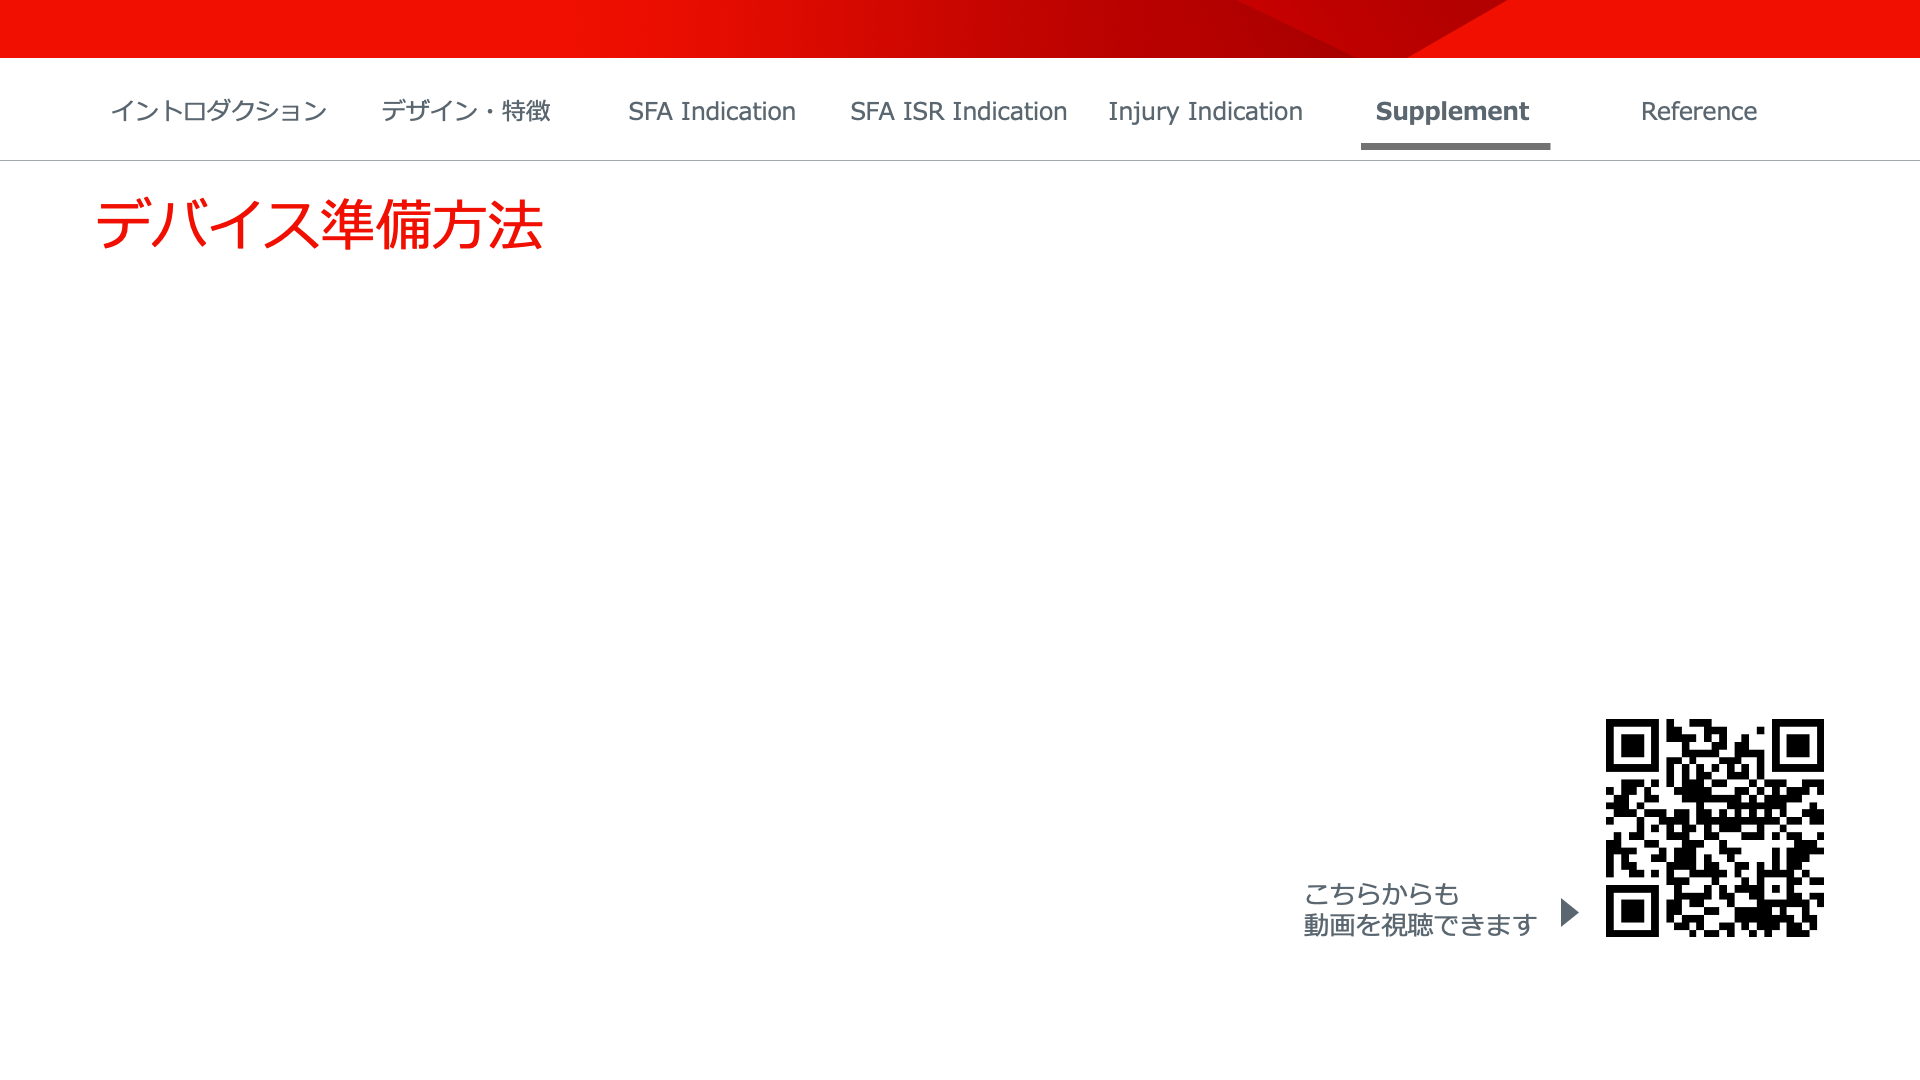 イントロダクション
デザイン・特徴
SFA Indication
SFA ISR Indication
Injury Indication
Supplement
Reference
デバイス準備方法
こちらからも
動画を視聴できます